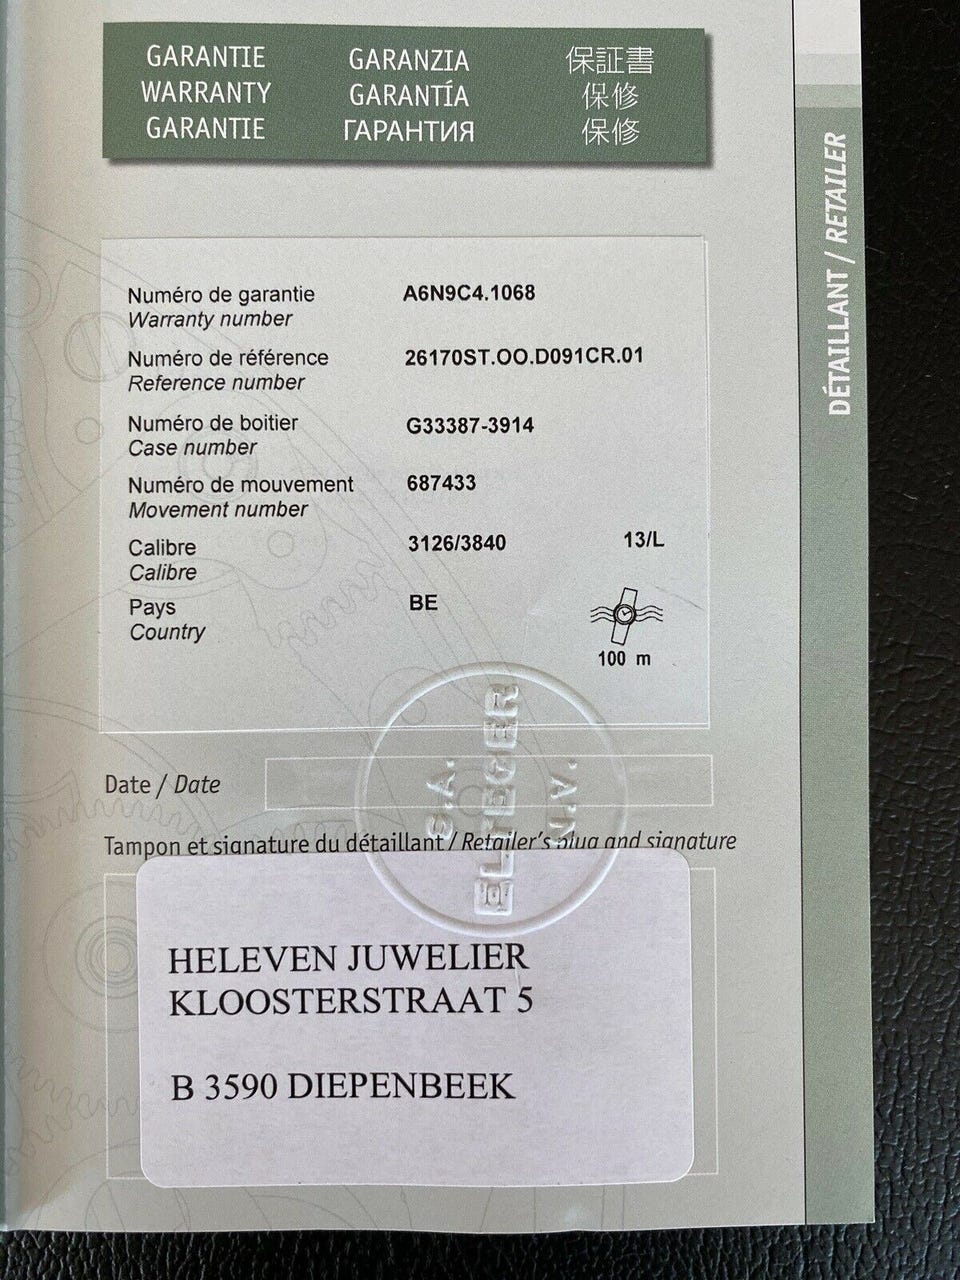 GARANTIE
WARRANTY
GARANTIE
GARANZIA
GARANTÍA
ГАРАНТИЯ
保証書
保修
保修
DÉTAILLANT / RETAILER
Numéro de garantie A6N9C4.1068
Warranty number
Numéro de référence 26170ST.OO.D091CR.01
Reference number
Numéro de boitier G33387-3914
Case number
Numéro de mouvement 687433
Movement number
Calibre 3126/3840 13/L
Calibre
Pays BE
Country
100 m
S.A.
ELTEGER
N.V.
Date / Date
Tampon et signature du détaillant / Retailer's plug and signature
HELEVEN JUWELIER
KLOOSTERSTRAAT 5
B 3590 DIEPENBEEK